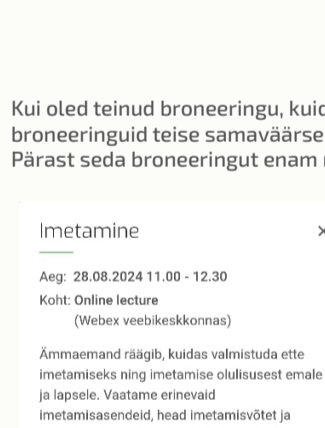 Kui oled teinud broneeringu, kuid
broneeringuid teise samaväärse
Pärast seda broneeringut enam
Imetamine
Aeg: 28.08.2024 11.00 - 12.30
Koht: Online lecture
(Webex veebikeskkonnas)
Ämmaemand räägib, kuidas valmistuda ette
imetamiseks ning imetamise olulisusest emale
ja lapsele. Vaatame erinevaid
imetamisasendeid, head imetamisvõtet ja